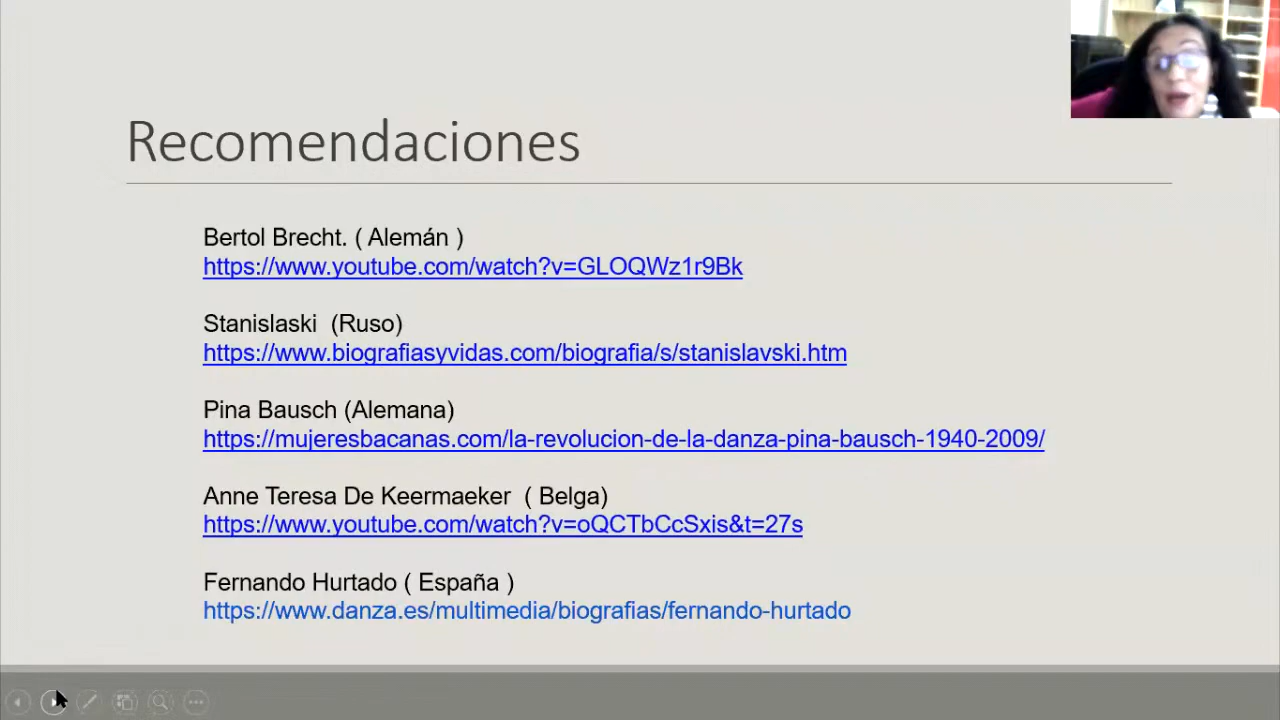 Recomendaciones
Bertol Brecht. ( Alemán )
https://www.youtube.com/watch?v=GLOQWz1r9Bk
Stanislaski (Ruso)
https://www.biografiasyvidas.com/biografia/s/stanislavski.htm
Pina Bausch (Alemana)
https://mujeresbacanas.com/la-revolucion-de-la-danza-pina-bausch-1940-2009/
Anne Teresa De Keermaeker ( Belga)
https://www.youtube.com/watch?v=oQCTbCcSxis&t=27s
Fernando Hurtado ( España )
https://www.danza.es/multimedia/biografias/fernando-hurtado